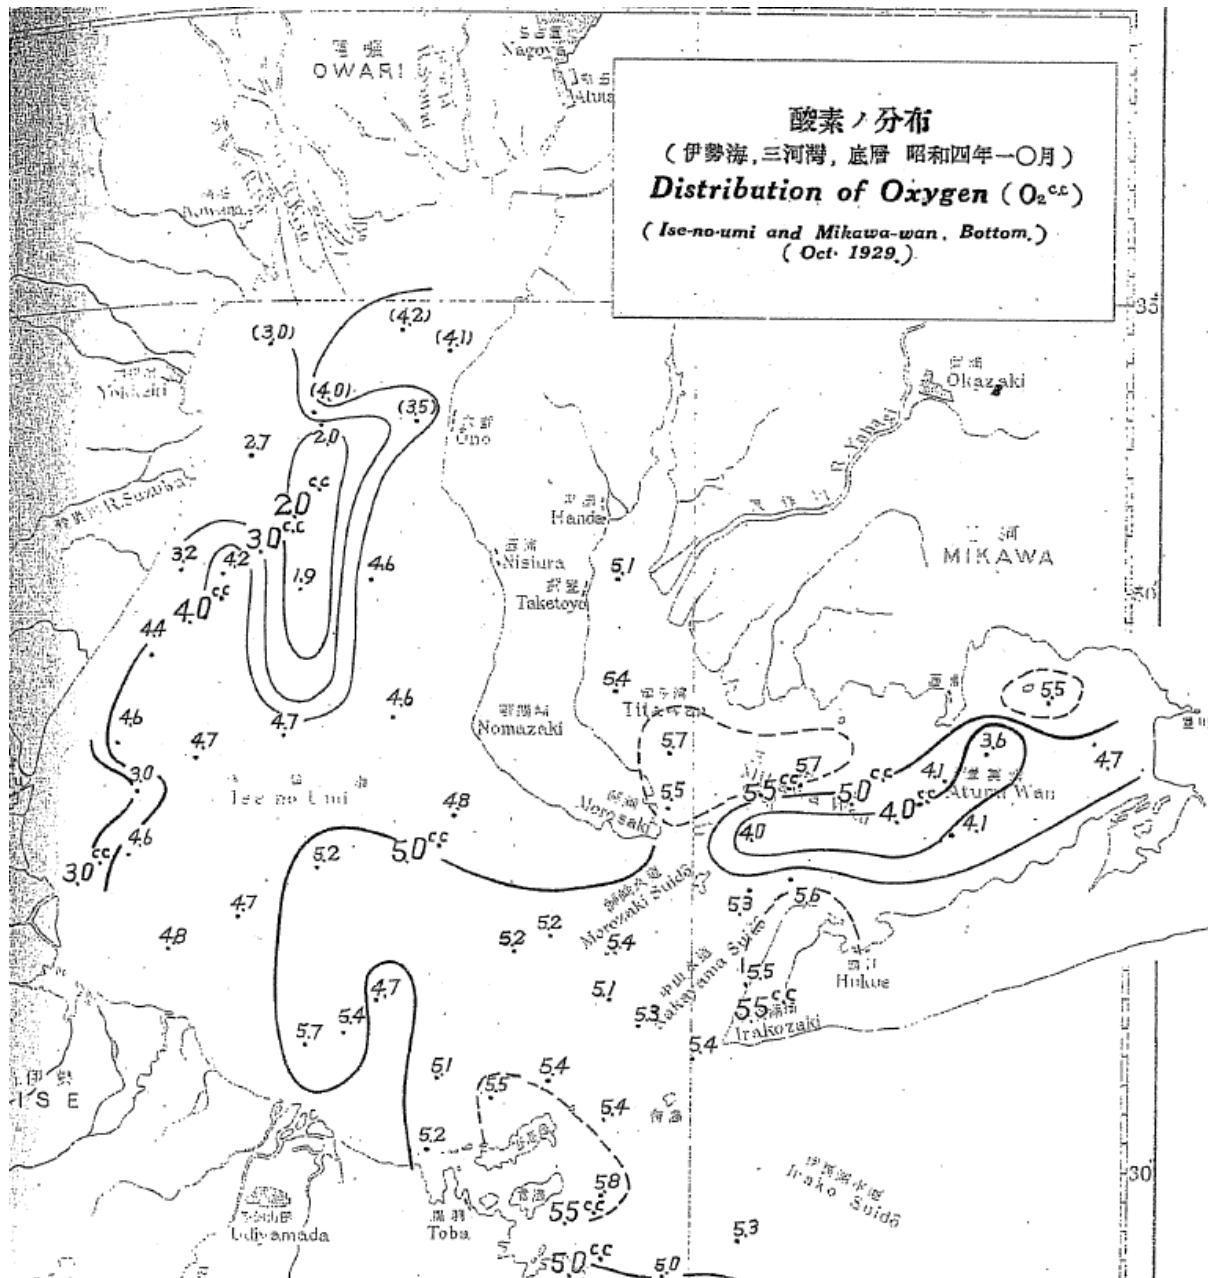 OWARI
Nagoya
酸素ノ分布
(伊勢海,三河灣, 底層 昭和四年一〇月)
Distribution of Oxygen (O₂ c.c)
(Ise-no-umi and Mikawa-wan, Bottom.)
(Oct. 1929.)
35°
(3.0)
(4.2)
(4.1)
(4.0)
(3.5)
Okazaki
R. Yahagi
Ono
2.7
2.0
R.Suzuka
2.0 c.c
Handa
3.0 c.c
三河
MIKAWA
3.2
4.2
4.6
Nisiura
5.1
1.9
Taketoyo
4.0 c.c
4.4
5.4
5.5
4.6
4.6
4.7
Nomazaki
4.7
5.7
3.6
4.7
3.0
Ise no Umi
5.7
5.5 c.c
5.0 c.c
4.1
Atumi Wan
5.5
4.8
Morosaki
4.0 c.c
4.6
5.2
5.0 c.c
4.0
4.1
3.0 c.c
Morozaki Suidō
4.7
5.3
5.6
4.8
5.2
5.2
5.4
Nakayama Suidō
5.5
4.7
5.1
5.3
5.5 c.c
Irakozaki
5.7
5.4
5.4
伊勢
ISE
5.1
5.5
5.4
5.4
5.2
30'
Irako Suidō
5.8
5.5 c.c
Udiyamada
鳥羽
Toba
5.3
5.0 c.c
5.0